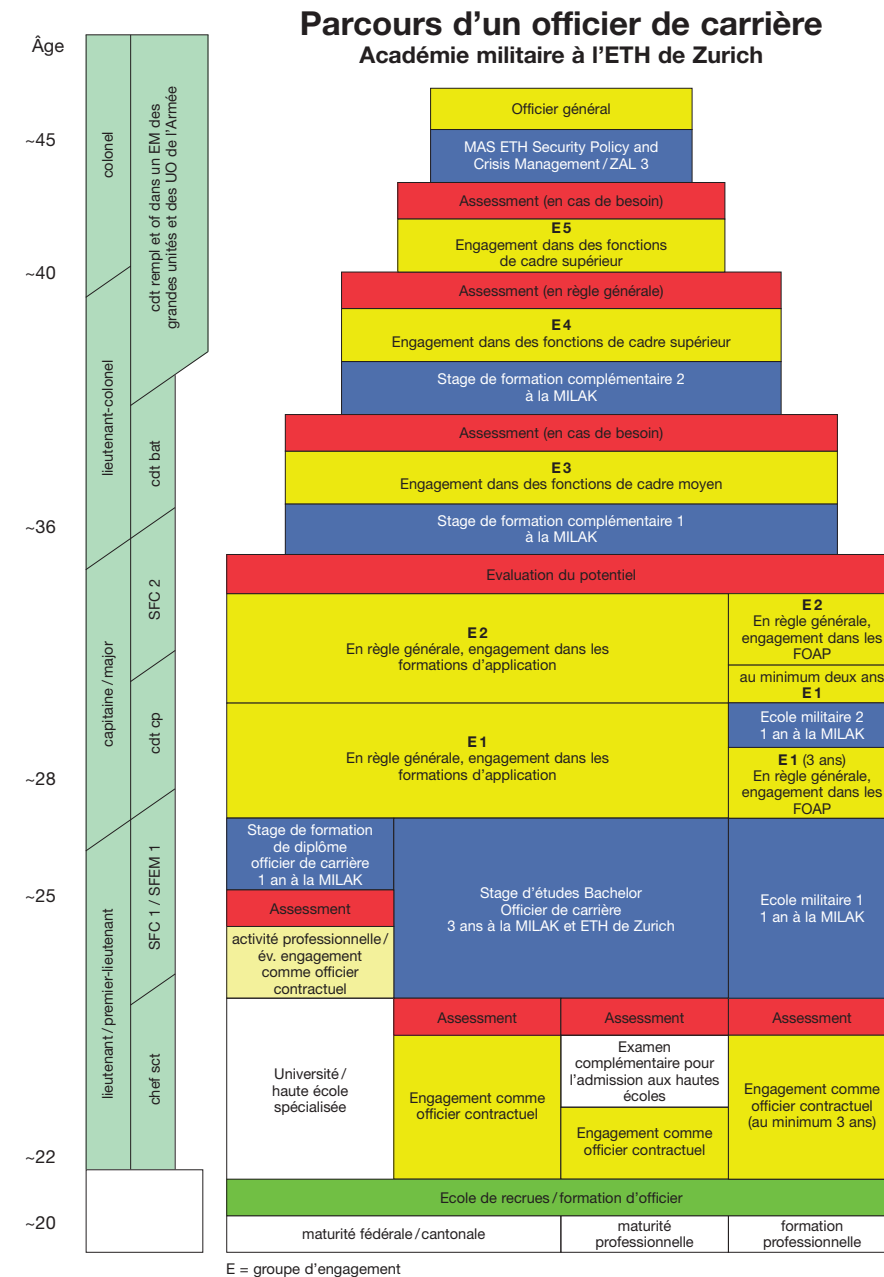 Parcours d'un officier de carrière
Académie militaire à l'ETH de Zurich
Âge
~45
~40
~36
~28
~25
~22
~20
colonel
lieutenant-colonel
capitaine / major
lieutenant / premier-lieutenant
cdt rempl et of dans un EM des
grandes unités et des UO de l'Armée
cdt bat
SFC 2
cdt cp
SFC 1 / SFEM 1
chef sct
Officier général
MAS ETH Security Policy and
Crisis Management / ZAL 3
Assessment (en cas de besoin)
E 5
Engagement dans des fonctions
de cadre supérieur
Assessment (en règle générale)
E 4
Engagement dans des fonctions de cadre supérieur
Stage de formation complémentaire 2
à la MILAK
Assessment (en cas de besoin)
E 3
Engagement dans des fonctions de cadre moyen
Stage de formation complémentaire 1
à la MILAK
Evaluation du potentiel
E 2
En règle générale, engagement dans les
formations d'application
E 2
En règle générale,
engagement dans les
FOAP
au minimum deux ans
E 1
E 1
En règle générale, engagement dans les
formations d'application
Ecole militaire 2
1 an à la MILAK
E 1 (3 ans)
En règle générale,
engagement dans les
FOAP
Stage de formation
de diplôme
officier de carrière
1 an à la MILAK
Assessment
activité professionnelle /
év. engagement
comme officier
contractuel
Stage d'études Bachelor
Officier de carrière
3 ans à la MILAK et ETH de Zurich
Ecole militaire 1
1 an à la MILAK
Université /
haute école
spécialisée
Assessment
Engagement comme
officier contractuel
Assessment
Examen
complémentaire pour
l'admission aux hautes
écoles
Engagement comme
officier contractuel
Assessment
Engagement comme
officier contractuel
(au minimum 3 ans)
Ecole de recrues / formation d'officier
maturité fédérale / cantonale
maturité
professionnelle
formation
professionnelle
E = groupe d'engagement